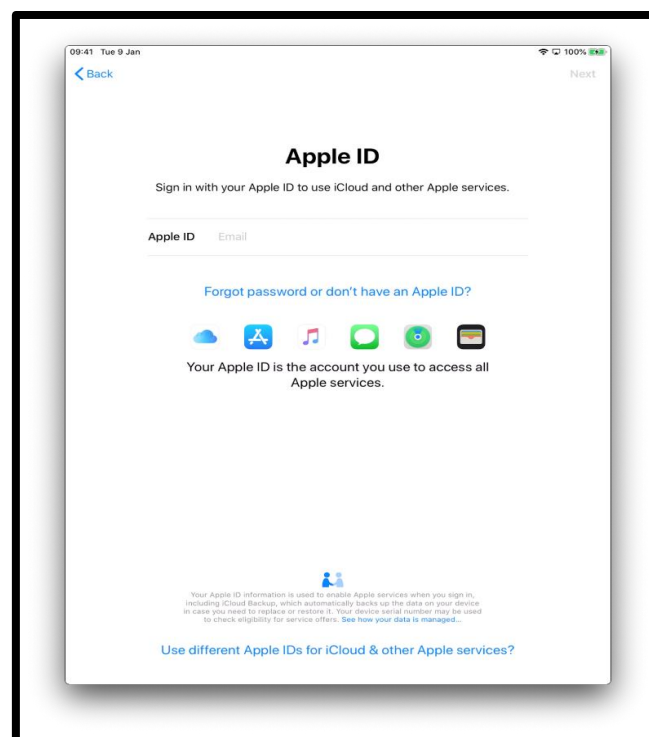 09:41 Tue 9 Jan
100%
Back
Next
Apple ID
Sign in with your Apple ID to use iCloud and other Apple services.
Apple ID Email
Forgot password or don't have an Apple ID?
Your Apple ID is the account you use to access all
Apple services.
Your Apple ID information is used to enable Apple services when you sign in,
including iCloud Backup, which automatically backs up the data on your device
in case you need to replace or restore it. Your device serial number may be used
to check eligibility for service offers. See how your data is managed...
Use different Apple IDs for iCloud & other Apple services?